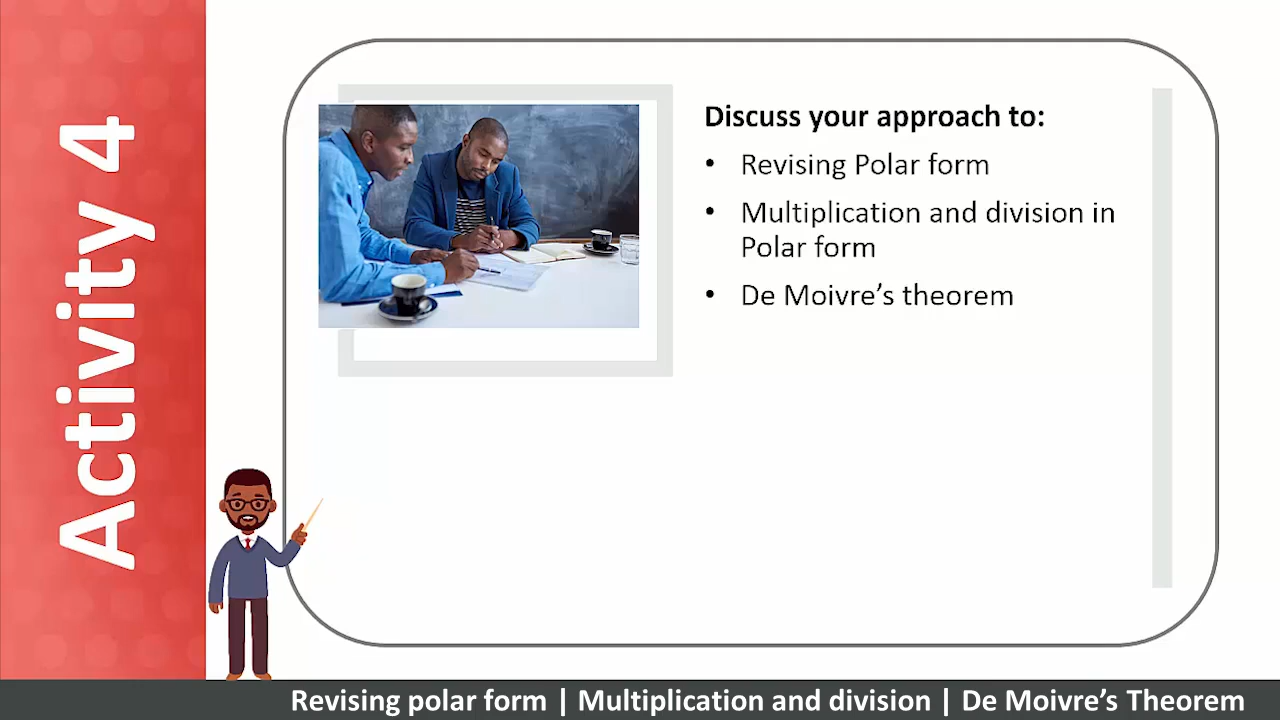 Activity 4
Discuss your approach to:
• Revising Polar form
• Multiplication and division in
Polar form
• De Moivre’s theorem
Revising polar form | Multiplication and division | De Moivre’s Theorem